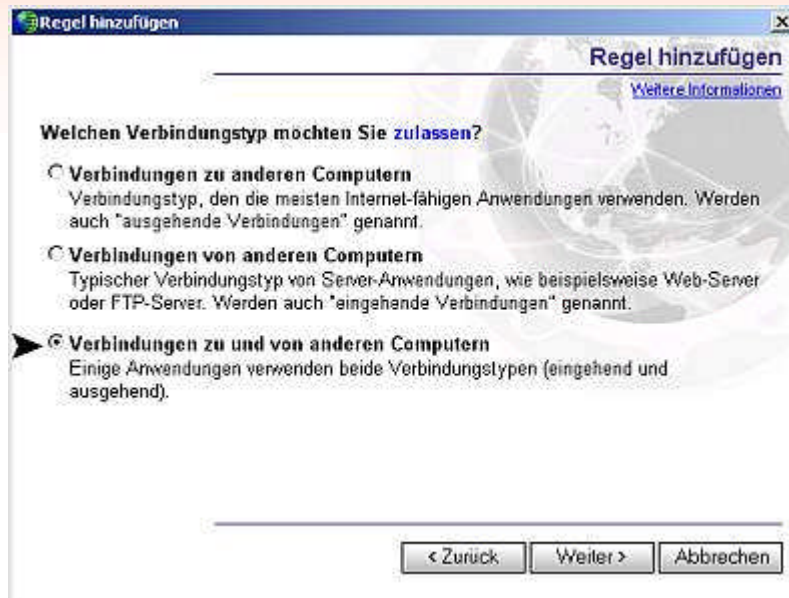 Regel hinzufügen
Regel hinzufügen
Weitere Informationen
Welchen Verbindungstyp möchten Sie zulassen?
Verbindungen zu anderen Computern
Verbindungstyp, den die meisten Internet-fähigen Anwendungen verwenden. Werden
auch "ausgehende Verbindungen" genannt.
Verbindungen von anderen Computern
Typischer Verbindungstyp von Server-Anwendungen, wie beispielsweise Web-Server
oder FTP-Server. Werden auch "eingehende Verbindungen" genannt.
Verbindungen zu und von anderen Computern
Einige Anwendungen verwenden beide Verbindungstypen (eingehend und
ausgehend).
< Zurück Weiter > Abbrechen